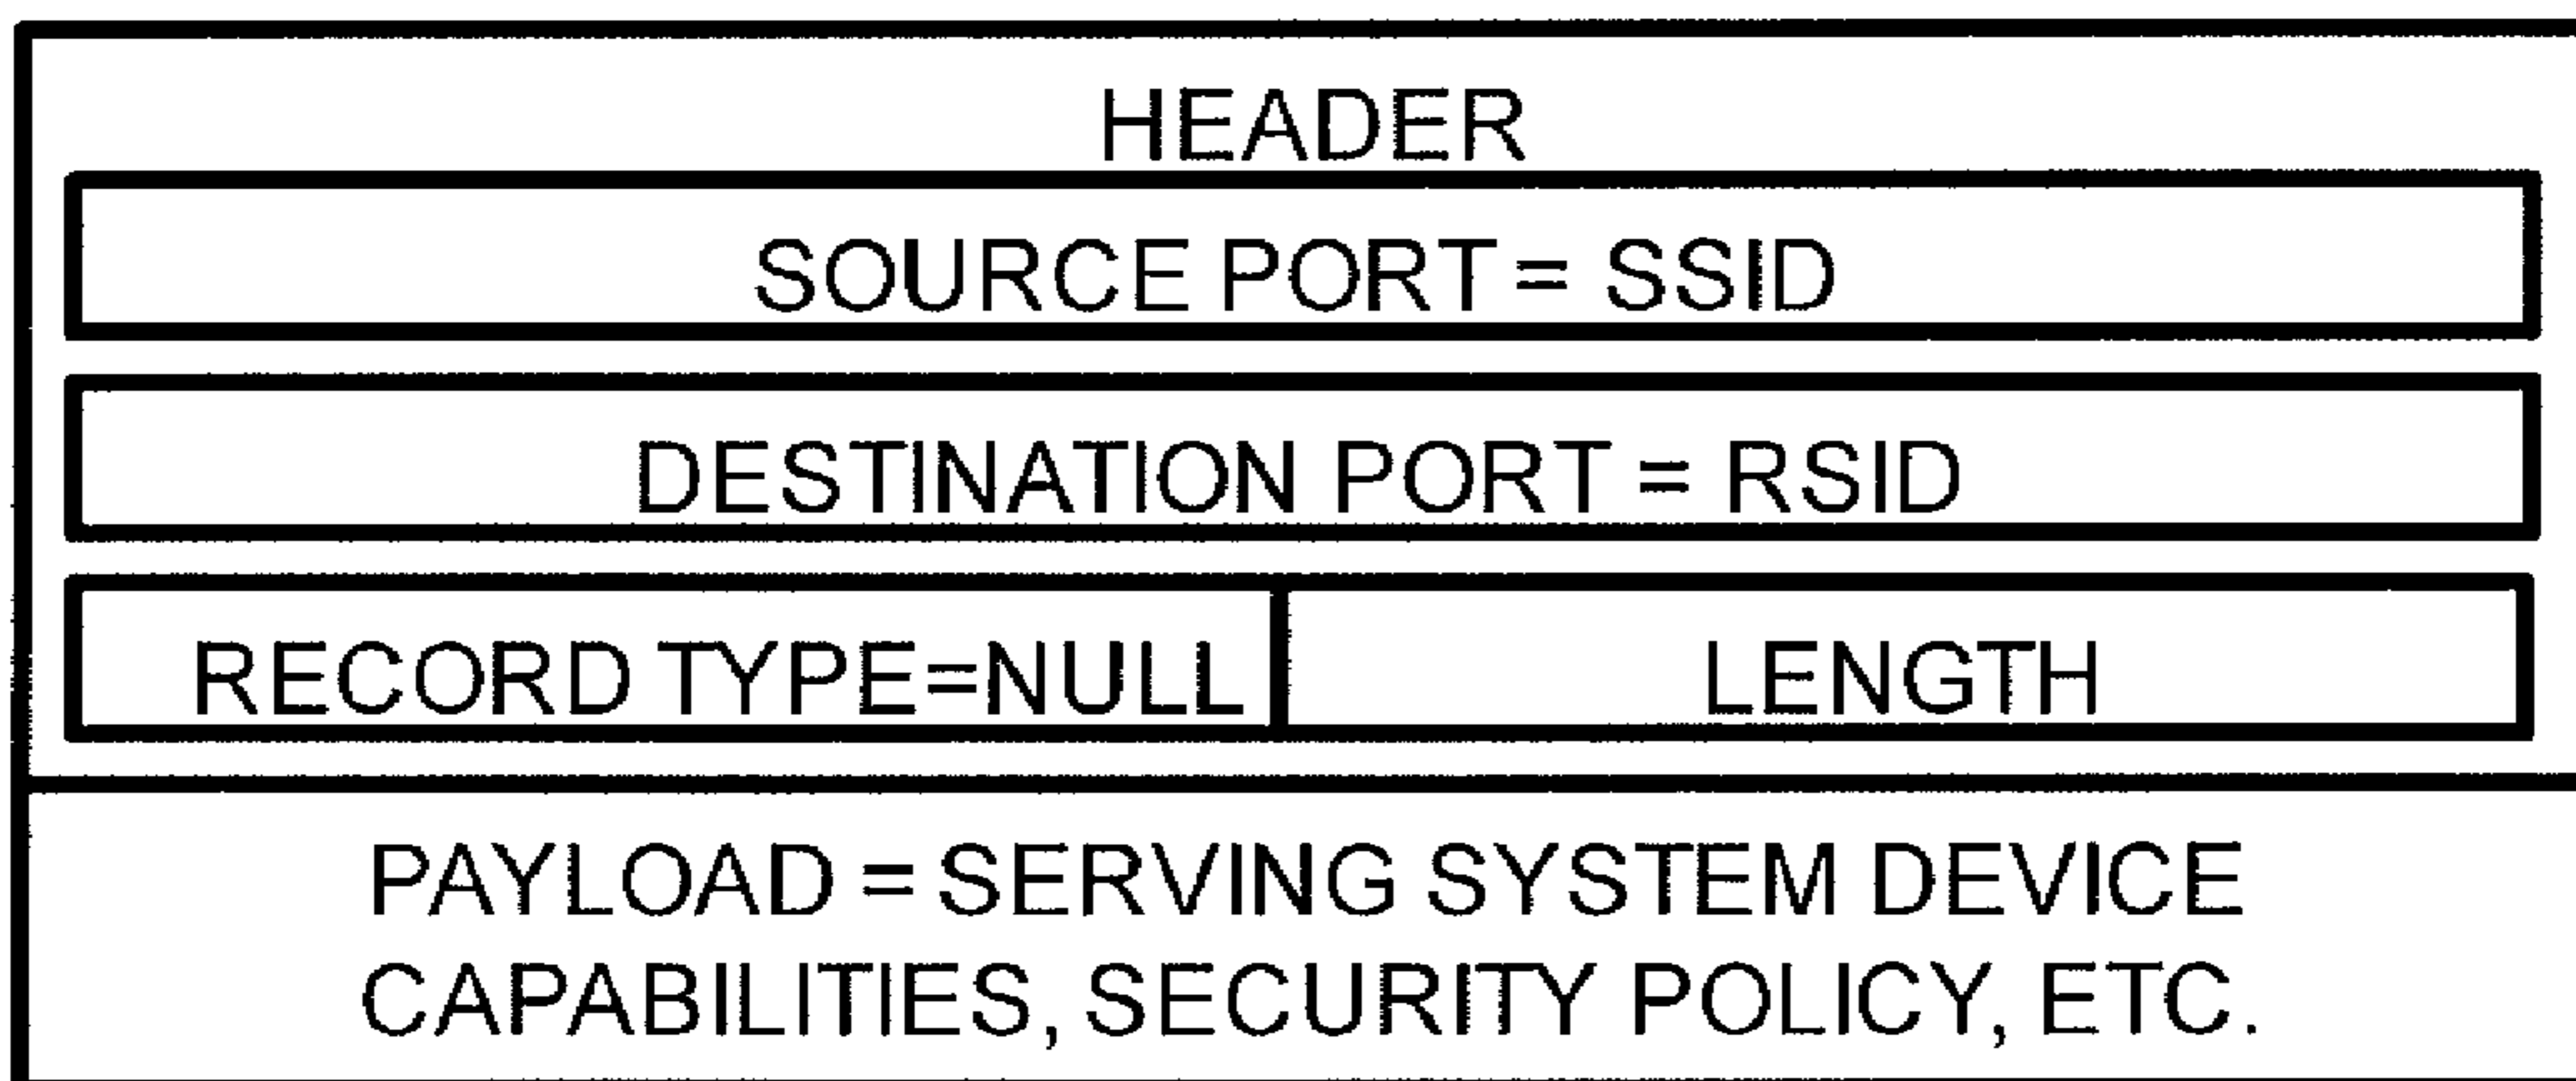 HEADER
SOURCE PORT = SSID
DESTINATION PORT = RSID
RECORD TYPE=NULL
LENGTH
PAYLOAD = SERVING SYSTEM DEVICE
CAPABILITIES, SECURITY POLICY, ETC.